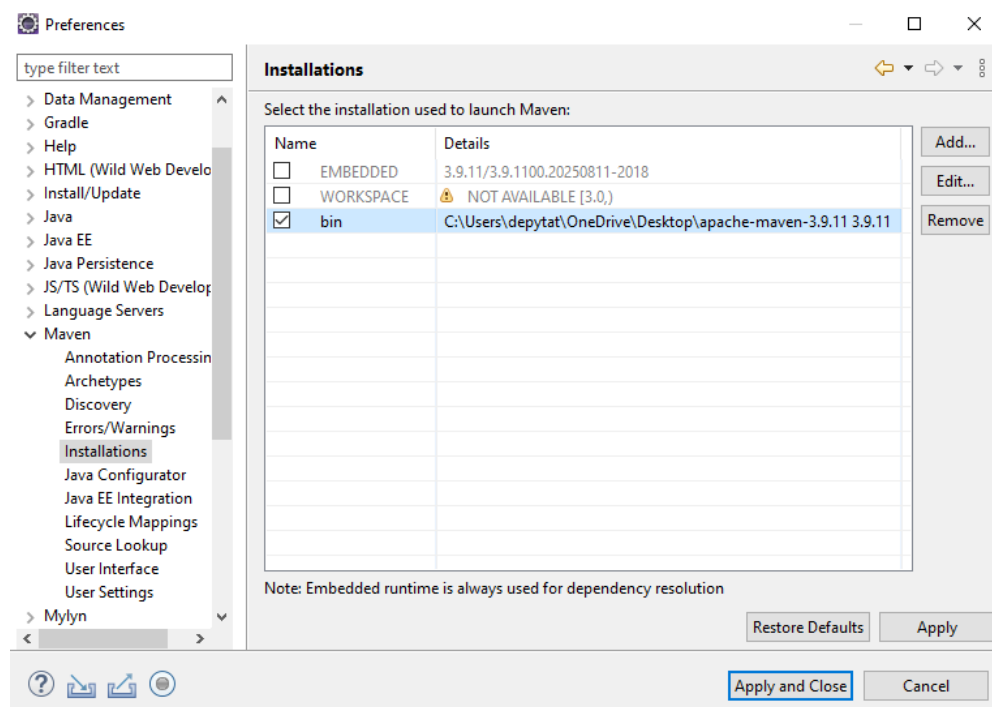 Preferences
type filter text
Data Management
Gradle
Help
HTML (Wild Web Develo
Install/Update
Java
Java EE
Java Persistence
JS/TS (Wild Web Develop
Language Servers
Maven
Annotation Processin
Archetypes
Discovery
Errors/Warnings
Installations
Java Configurator
Java EE Integration
Lifecycle Mappings
Source Lookup
User Interface
User Settings
Mylyn
Installations
Select the installation used to launch Maven:
Name Details
EMBEDDED 3.9.11/3.9.1100.20250811-2018
WORKSPACE NOT AVAILABLE [3.0,)
bin C:\Users\depytat\OneDrive\Desktop\apache-maven-3.9.11 3.9.11
Add...
Edit...
Remove
Note: Embedded runtime is always used for dependency resolution
Restore Defaults Apply
Apply and Close Cancel